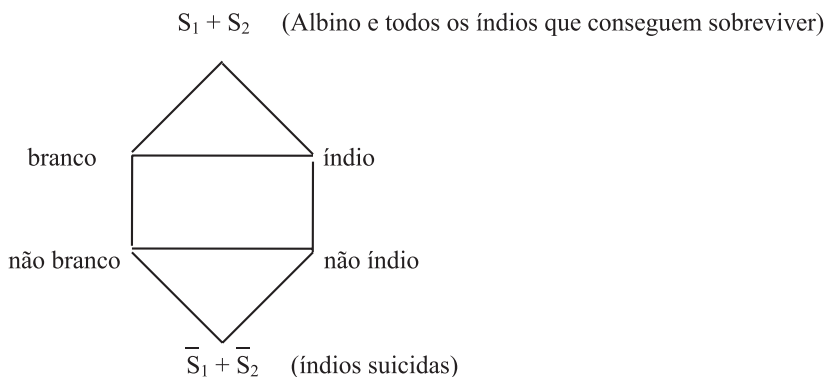 S₁ + S₂ (Albino e todos os índios que conseguem sobreviver)
branco índio
não branco não índio
S̅₁ + S̅₂ (índios suicidas)